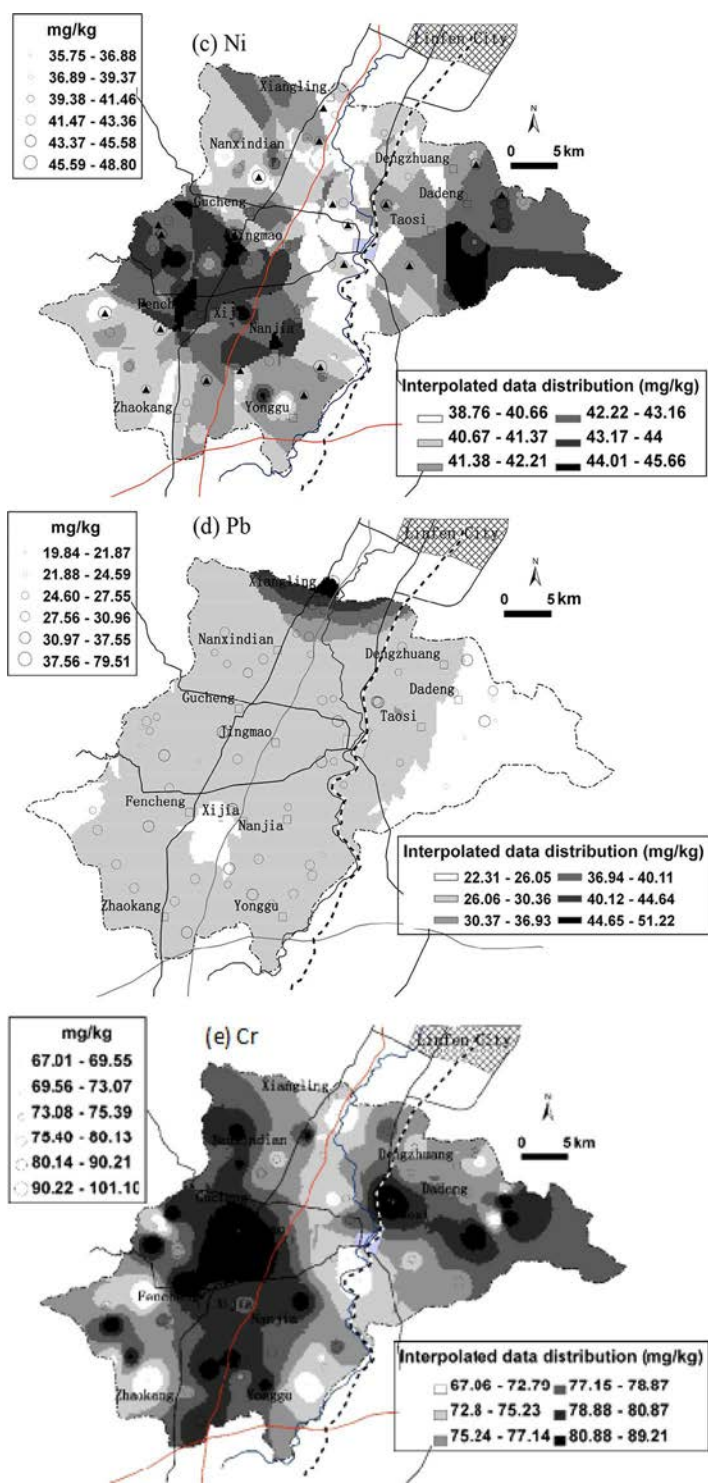 (c) Ni
Linfen City
mg/kg
35.75 - 36.88
36.89 - 39.37
39.38 - 41.46
41.47 - 43.36
43.37 - 45.58
45.59 - 48.80
Xiangling
N
0 5 km
Nanxindian
Dengzhuang
Dadeng
Gucheng
Taosi
Jingmao
Fench
Xiji
Nanjia
Zhaokang
Yonggu
Interpolated data distribution (mg/kg)
38.76 - 40.66 42.22 - 43.16
40.67 - 41.37 43.17 - 44
41.38 - 42.21 44.01 - 45.66
(d) Pb
Linfen City
mg/kg
19.84 - 21.87
21.88 - 24.59
24.60 - 27.55
27.56 - 30.96
30.97 - 37.55
37.56 - 79.51
Xiangling
N
0 5 km
Nanxindian
Dengzhuang
Dadeng
Gucheng
Taosi
Jingmao
Fencheng
Xijia
Nanjia
Zhaokang
Yonggu
Interpolated data distribution (mg/kg)
22.31 - 26.05 36.94 - 40.11
26.06 - 30.36 40.12 - 44.64
30.37 - 36.93 44.65 - 51.22
(e) Cr
Linfen City
mg/kg
67.01 - 69.55
69.56 - 73.07
73.08 - 75.39
75.40 - 80.13
80.14 - 90.21
90.22 - 101.10
Xiangling
N
0 5 km
Nanxindian
Dengzhuang
Dadeng
Gucheng
Fenche
Xijia
Nanjia
Zhaokang
Yonggu
Interpolated data distribution (mg/kg)
67.06 - 72.79 77.15 - 78.87
72.8 - 75.23 78.88 - 80.87
75.24 - 77.14 80.88 - 89.21